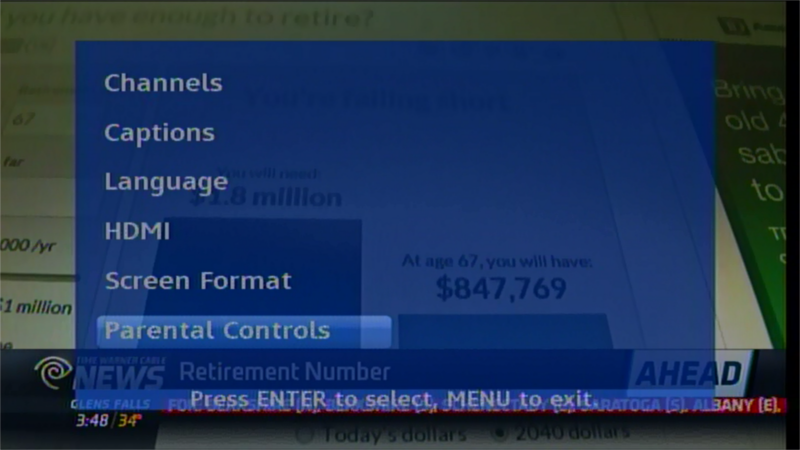 you have enough to retire?
Channels
You're falling short
Bring
old
67
Captions
sab
far
You will need:
Language
$1.8 million
to
HDMI
000 /yr
At age 67, you will have:
Screen Format
$847,769
$1 million
Parental Controls
TIME WARNER CABLE
NEWS
Retirement Number
AHEAD
Press ENTER to select, MENU to exit.
GLENS FALLS
SARATOGA [S], ALBANY [E],
3:48 34°
Today's dollars 2040 dollars